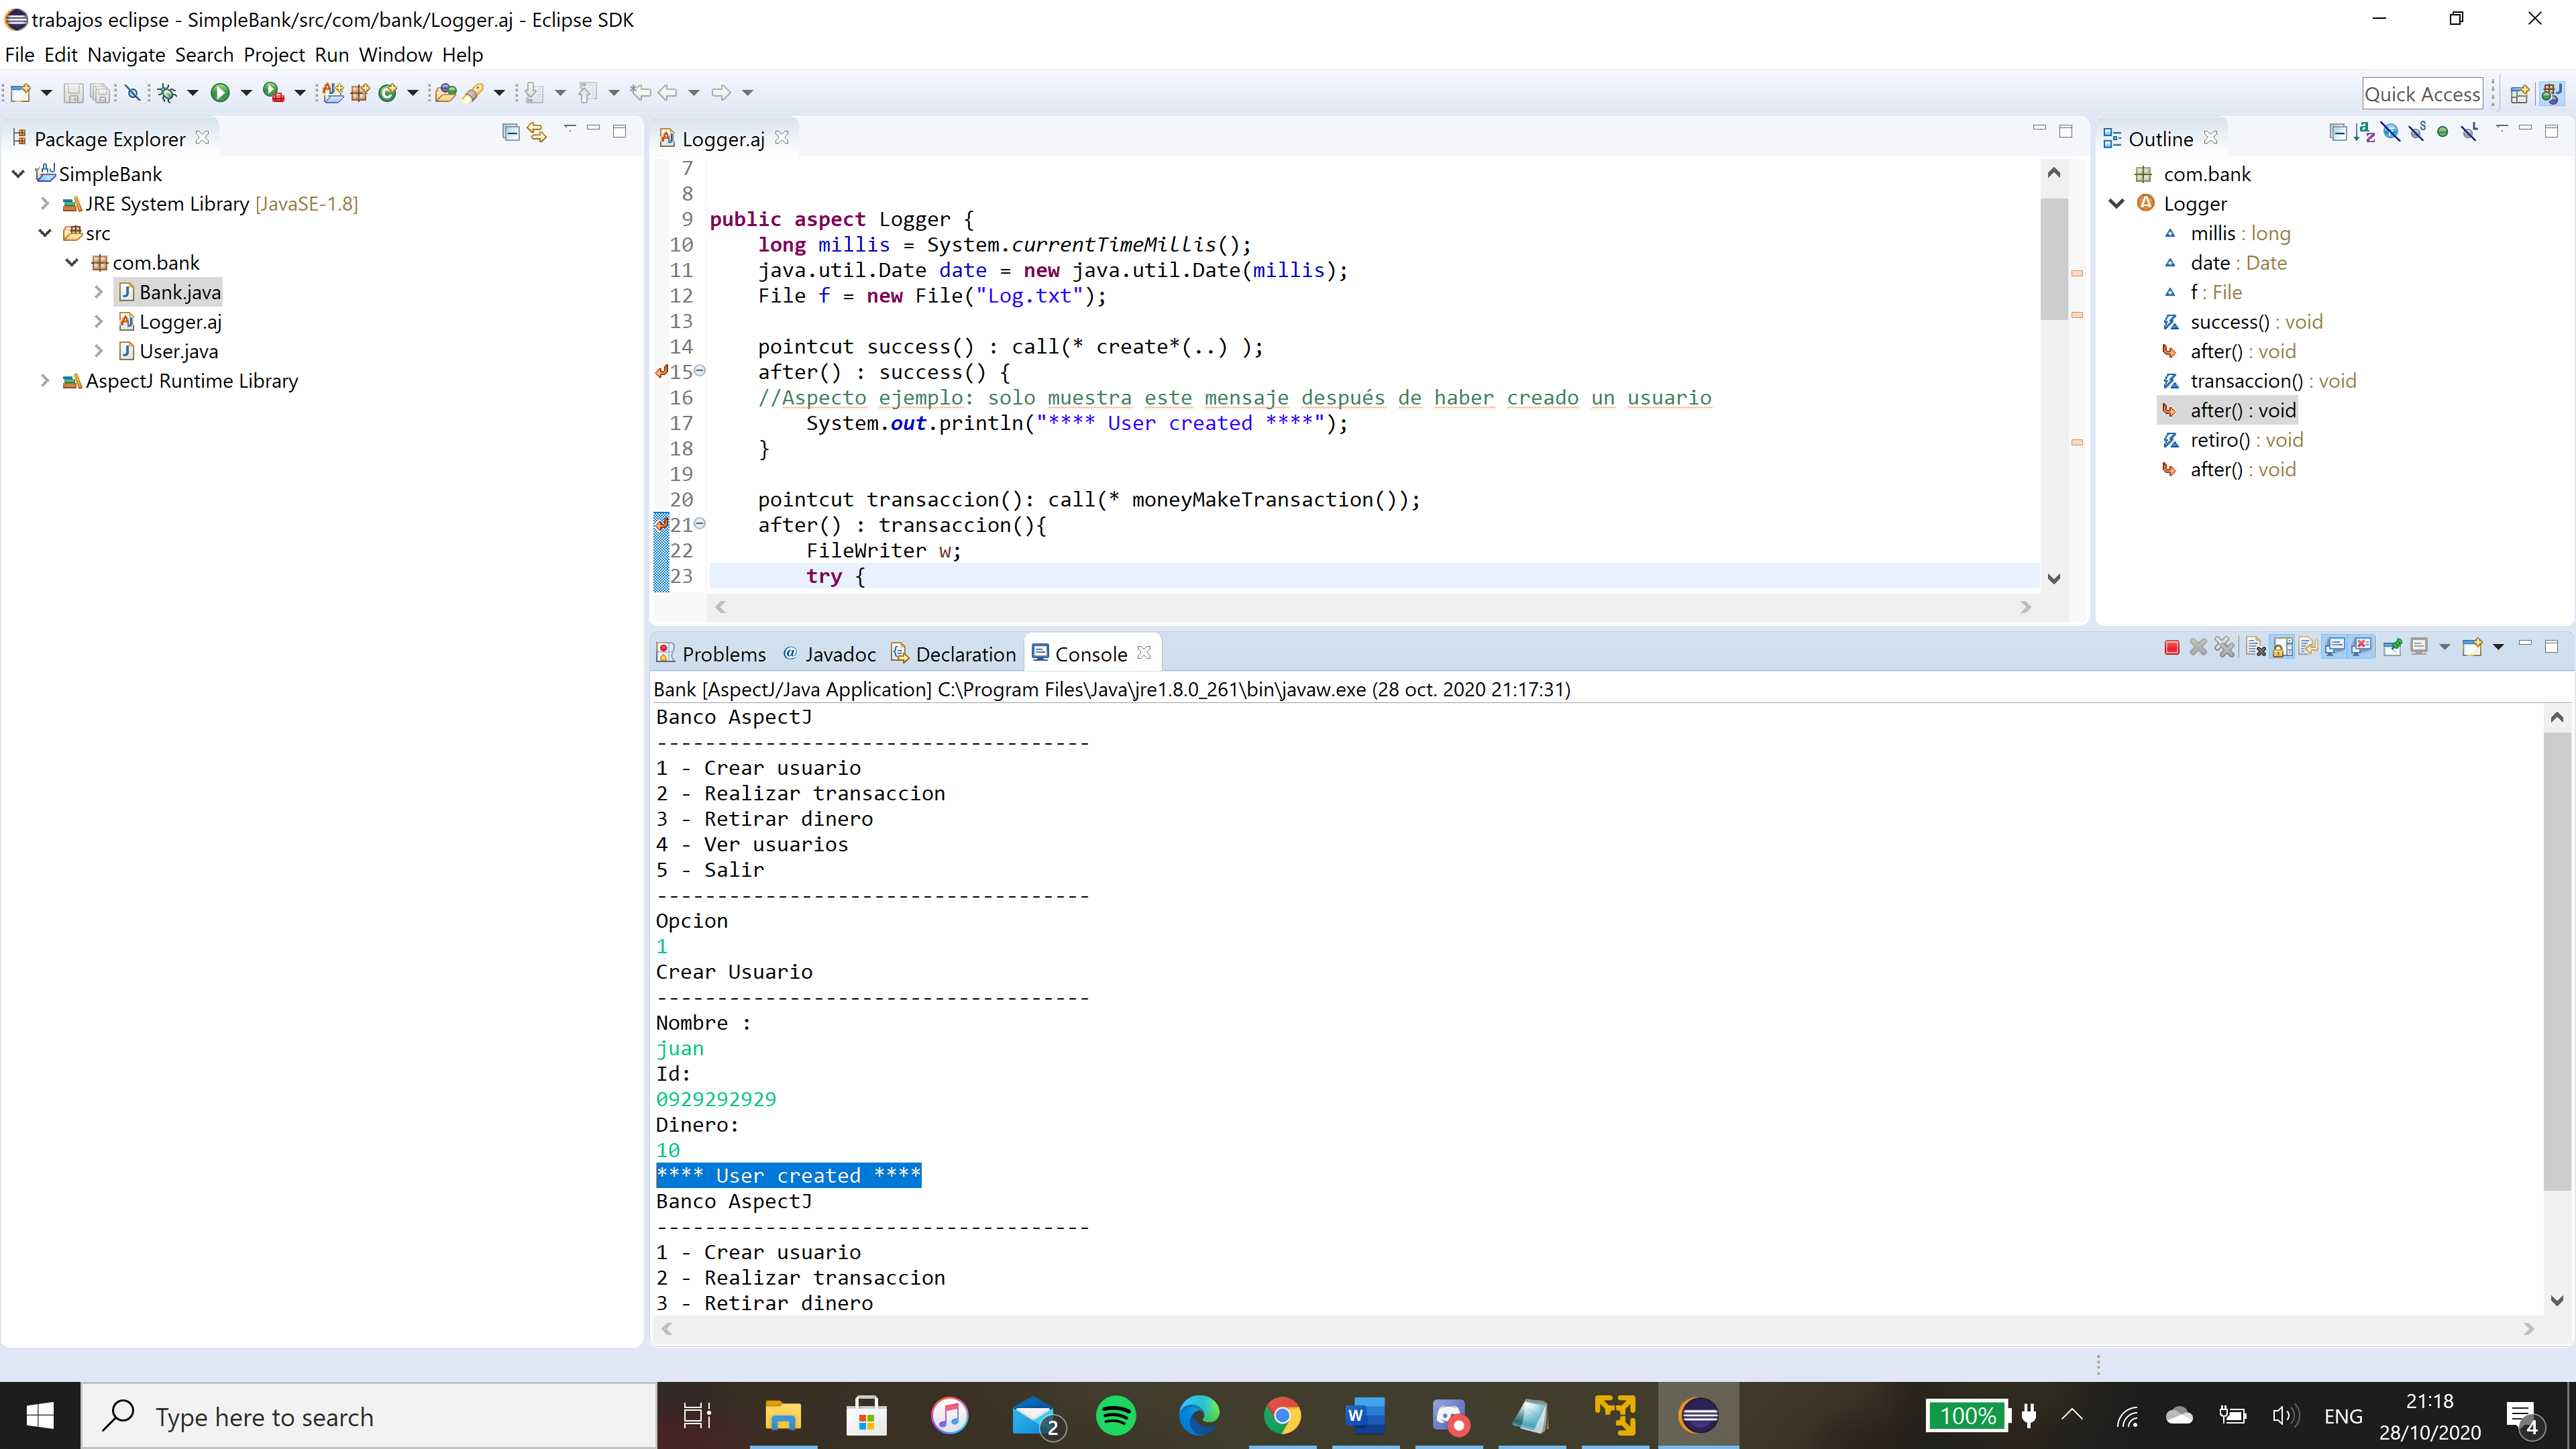 trabajos eclipse - SimpleBank/src/com/bank/Logger.aj - Eclipse SDK
File Edit Navigate Search Project Run Window Help
Quick Access
Package Explorer
SimpleBank
JRE System Library [JavaSE-1.8]
src
com.bank
Bank.java
Logger.aj
User.java
AspectJ Runtime Library
Logger.aj
7
8
9 public aspect Logger {
10 long millis = System.currentTimeMillis();
11 java.util.Date date = new java.util.Date(millis);
12 File f = new File("Log.txt");
13
14 pointcut success() : call(* create*(..) );
15 after() : success() {
16 //Aspecto ejemplo: solo muestra este mensaje después de haber creado un usuario
17 System.out.println("**** User created ****");
18 }
19
20 pointcut transaccion(): call(* moneyMakeTransaction());
21 after() : transaccion(){
22 FileWriter w;
23 try {
Outline
com.bank
Logger
millis : long
date : Date
f : File
success() : void
after() : void
transaccion() : void
after() : void
retiro() : void
after() : void
Problems @ Javadoc Declaration Console
Bank [AspectJ/Java Application] C:\Program Files\Java\jre1.8.0_261\bin\javaw.exe (28 oct. 2020 21:17:31)
Banco AspectJ
------------------------------------
1 - Crear usuario
2 - Realizar transaccion
3 - Retirar dinero
4 - Ver usuarios
5 - Salir
------------------------------------
Opcion
1
Crear Usuario
------------------------------------
Nombre :
juan
Id:
0929292929
Dinero:
10
**** User created ****
Banco AspectJ
------------------------------------
1 - Crear usuario
2 - Realizar transaccion
3 - Retirar dinero
Type here to search
2
100%
ENG
21:18
28/10/2020
4